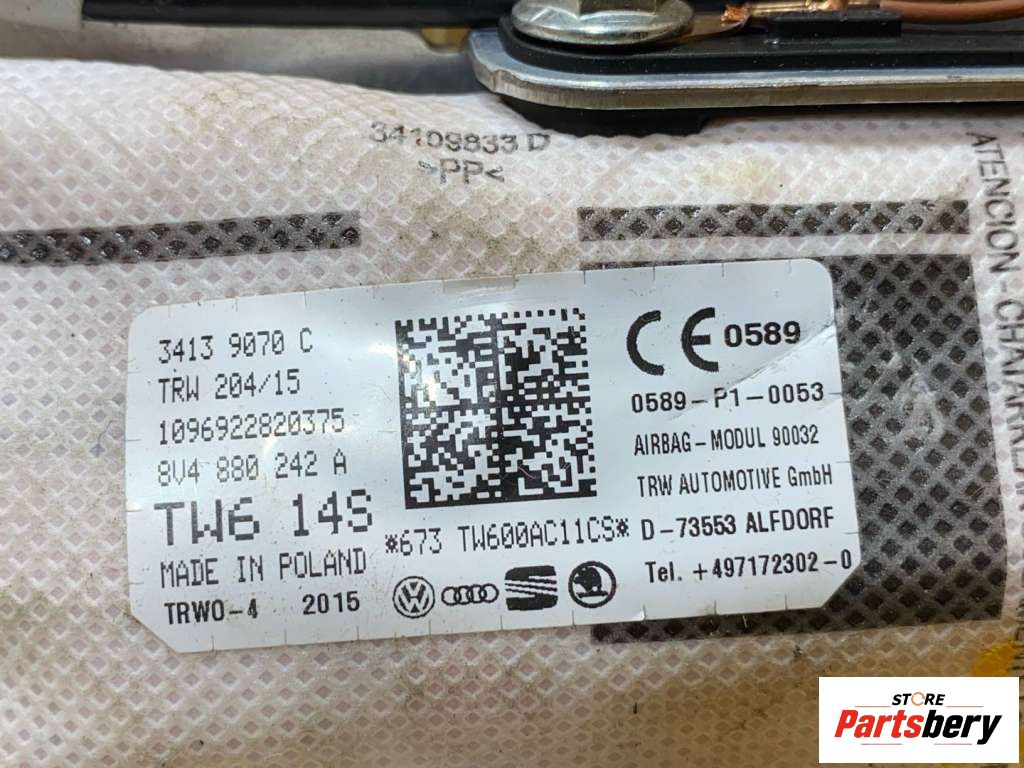 34109833 D
>PP<
ATENCION - CHATARREAR
3413 9070 C
TRW 204/15
1096922820375
8V4 880 242 A
TW6 14S
*673 TW600AC11CS*
MADE IN POLAND
TRWO-4 2015
CE 0589
0589-P1-0053
AIRBAG-MODUL 90032
TRW AUTOMOTIVE GmbH
D-73553 ALFDORF
Tel. +497172302-0
STORE
Partsbery